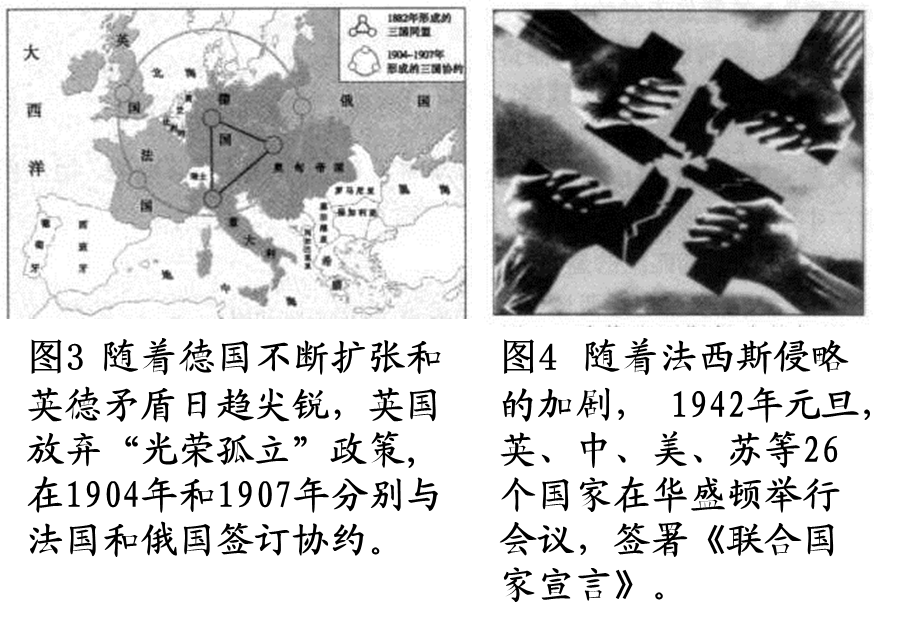 1882年形成的
三国同盟
1904-1907年
形成的三国协约
大西洋
英国
北海
德国
俄国
法国
瑞士
奥匈帝国
罗马尼亚
黑海
保加利亚
意大利
葡萄牙
西班牙
地中海
希腊
图3 随着德国不断扩张和
英德矛盾日趋尖锐，英国
放弃“光荣孤立”政策，
在1904年和1907年分别与
法国和俄国签订协约。
图4 随着法西斯侵略
的加剧， 1942年元旦，
英、中、美、苏等26
个国家在华盛顿举行
会议，签署《联合国
家宣言》。